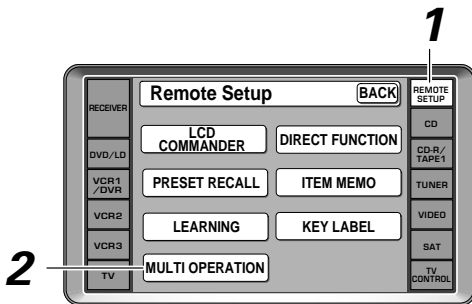 1
Remote Setup
BACK
REMOTE
SETUP
RECEIVER
LCD
COMMANDER
DIRECT FUNCTION
CD
DVD/LD
CD-R/
TAPE1
VCR1
/DVR
PRESET RECALL
ITEM MEMO
TUNER
VCR2
LEARNING
KEY LABEL
VIDEO
VCR3
SAT
2
TV
MULTI OPERATION
TV
CONTROL